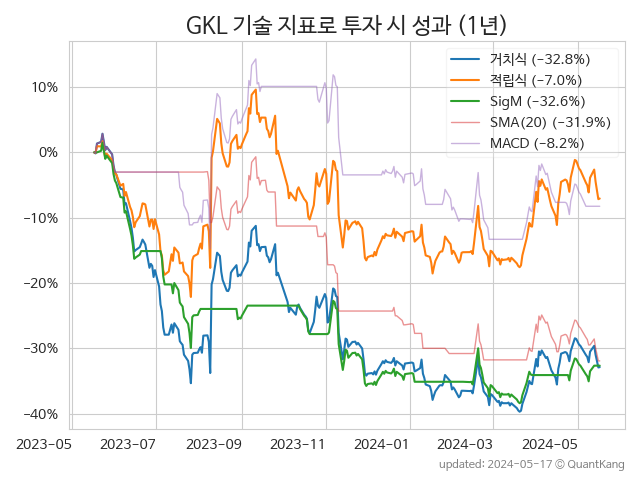 GKL 기술 지표로 투자 시 성과 (1년)
거치식 (−32.8%)
적립식 (−7.0%)
SigM (−32.6%)
SMA(20) (−31.9%)
MACD (−8.2%)
10%
0%
−10%
−20%
−30%
−40%
2023−05 2023−07 2023−09 2023−11 2024−01 2024−03 2024−05
updated: 2024−05−17 © QuantKang